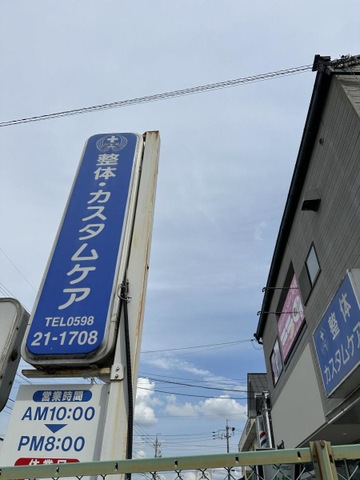 整体・カスタムケア
TEL0598
21-1708
営業時間
AM10:00
PM8:00
整体
カスタムケア